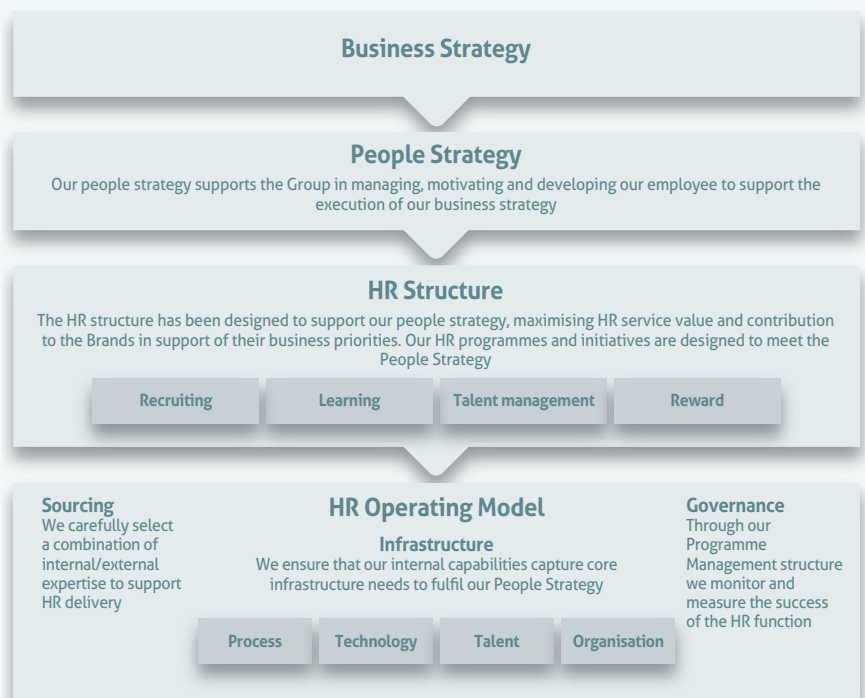 Business Strategy
People Strategy
Our people strategy supports the Group in managing, motivating and developing our employee to support the
execution of our business strategy
HR Structure
The HR structure has been designed to support our people strategy, maximising HR service value and contribution
to the Brands in support of their business priorities. Our HR programmes and initiatives are designed to meet the
People Strategy
Recruiting
Learning
Talent management
Reward
Sourcing
We carefully select
a combination of
internal/external
expertise to support
HR delivery
HR Operating Model
Infrastructure
We ensure that our internal capabilities capture core
infrastructure needs to fulfil our People Strategy
Process
Technology
Talent
Organisation
Governance
Through our
Programme
Management structure
we monitor and
measure the success
of the HR function